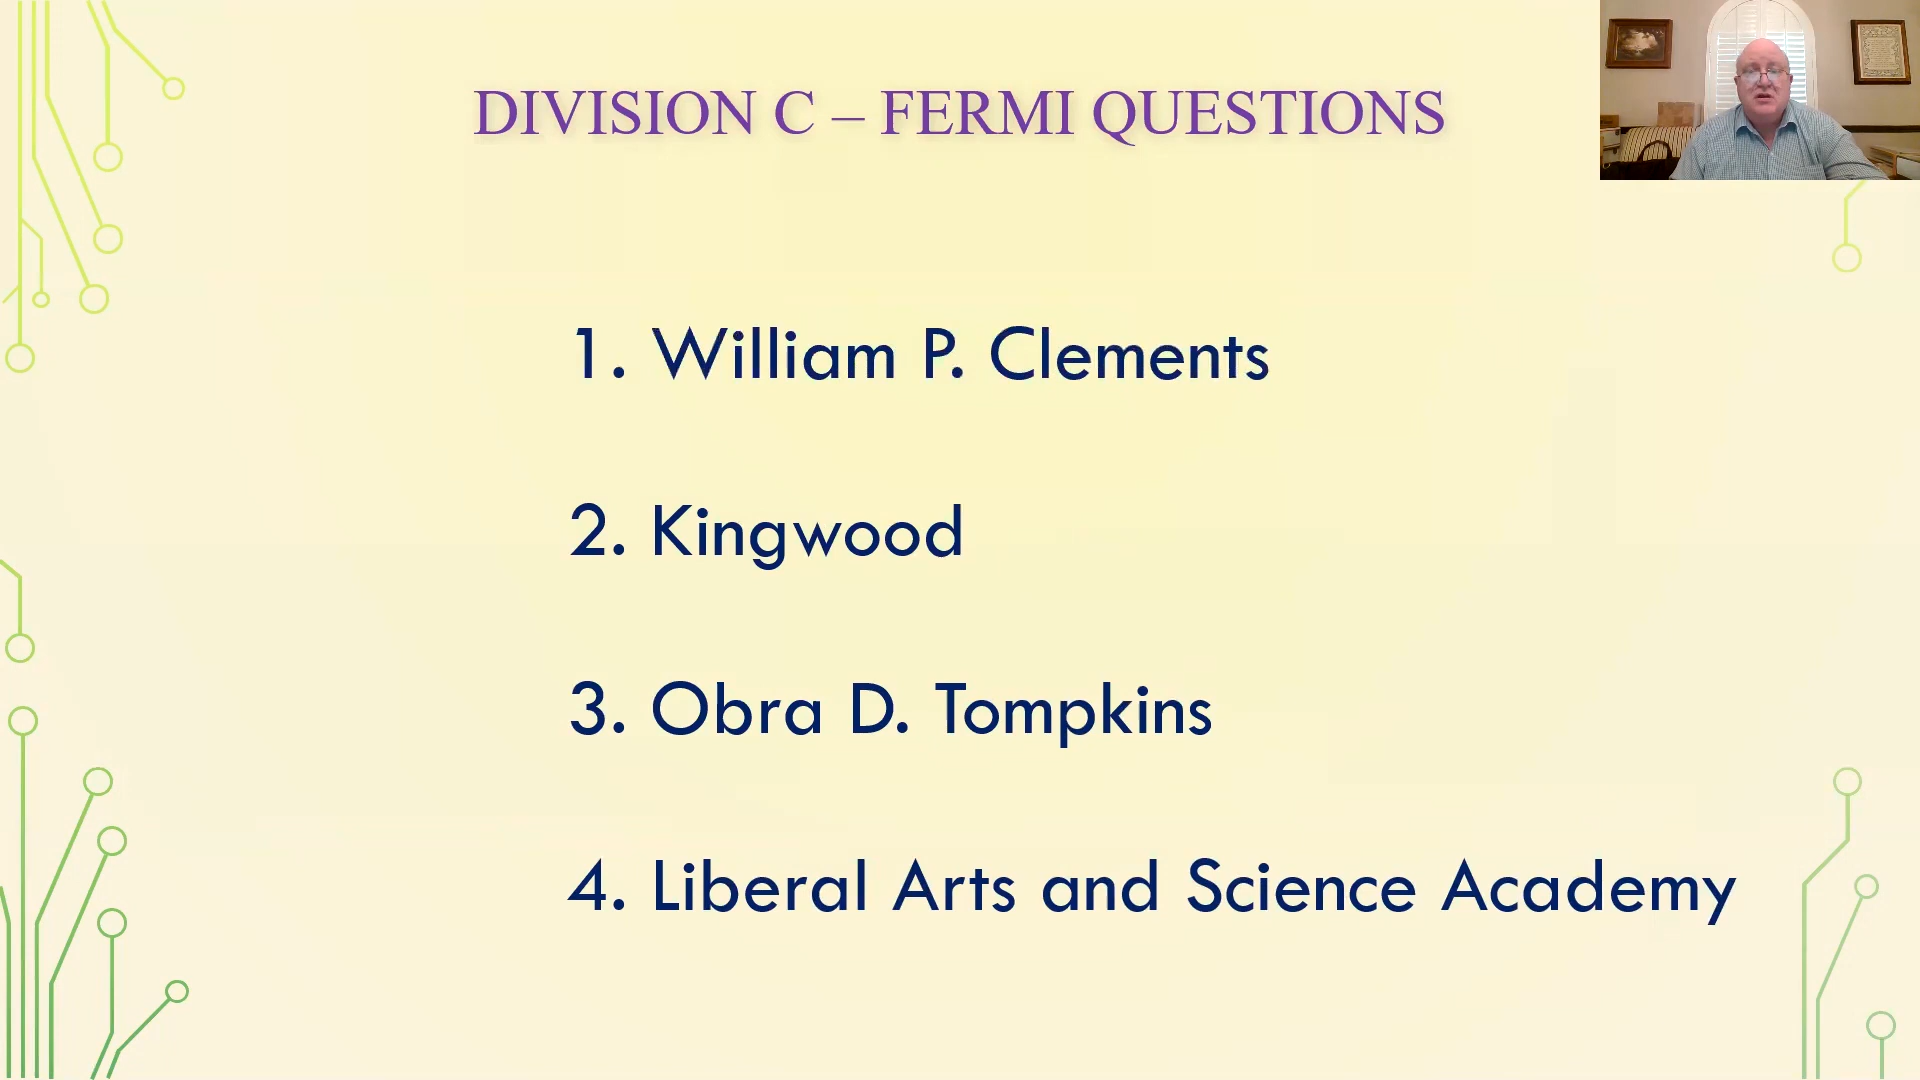 DIVISION C – FERMI QUESTIONS
1. William P. Clements
2. Kingwood
3. Obra D. Tompkins
4. Liberal Arts and Science Academy